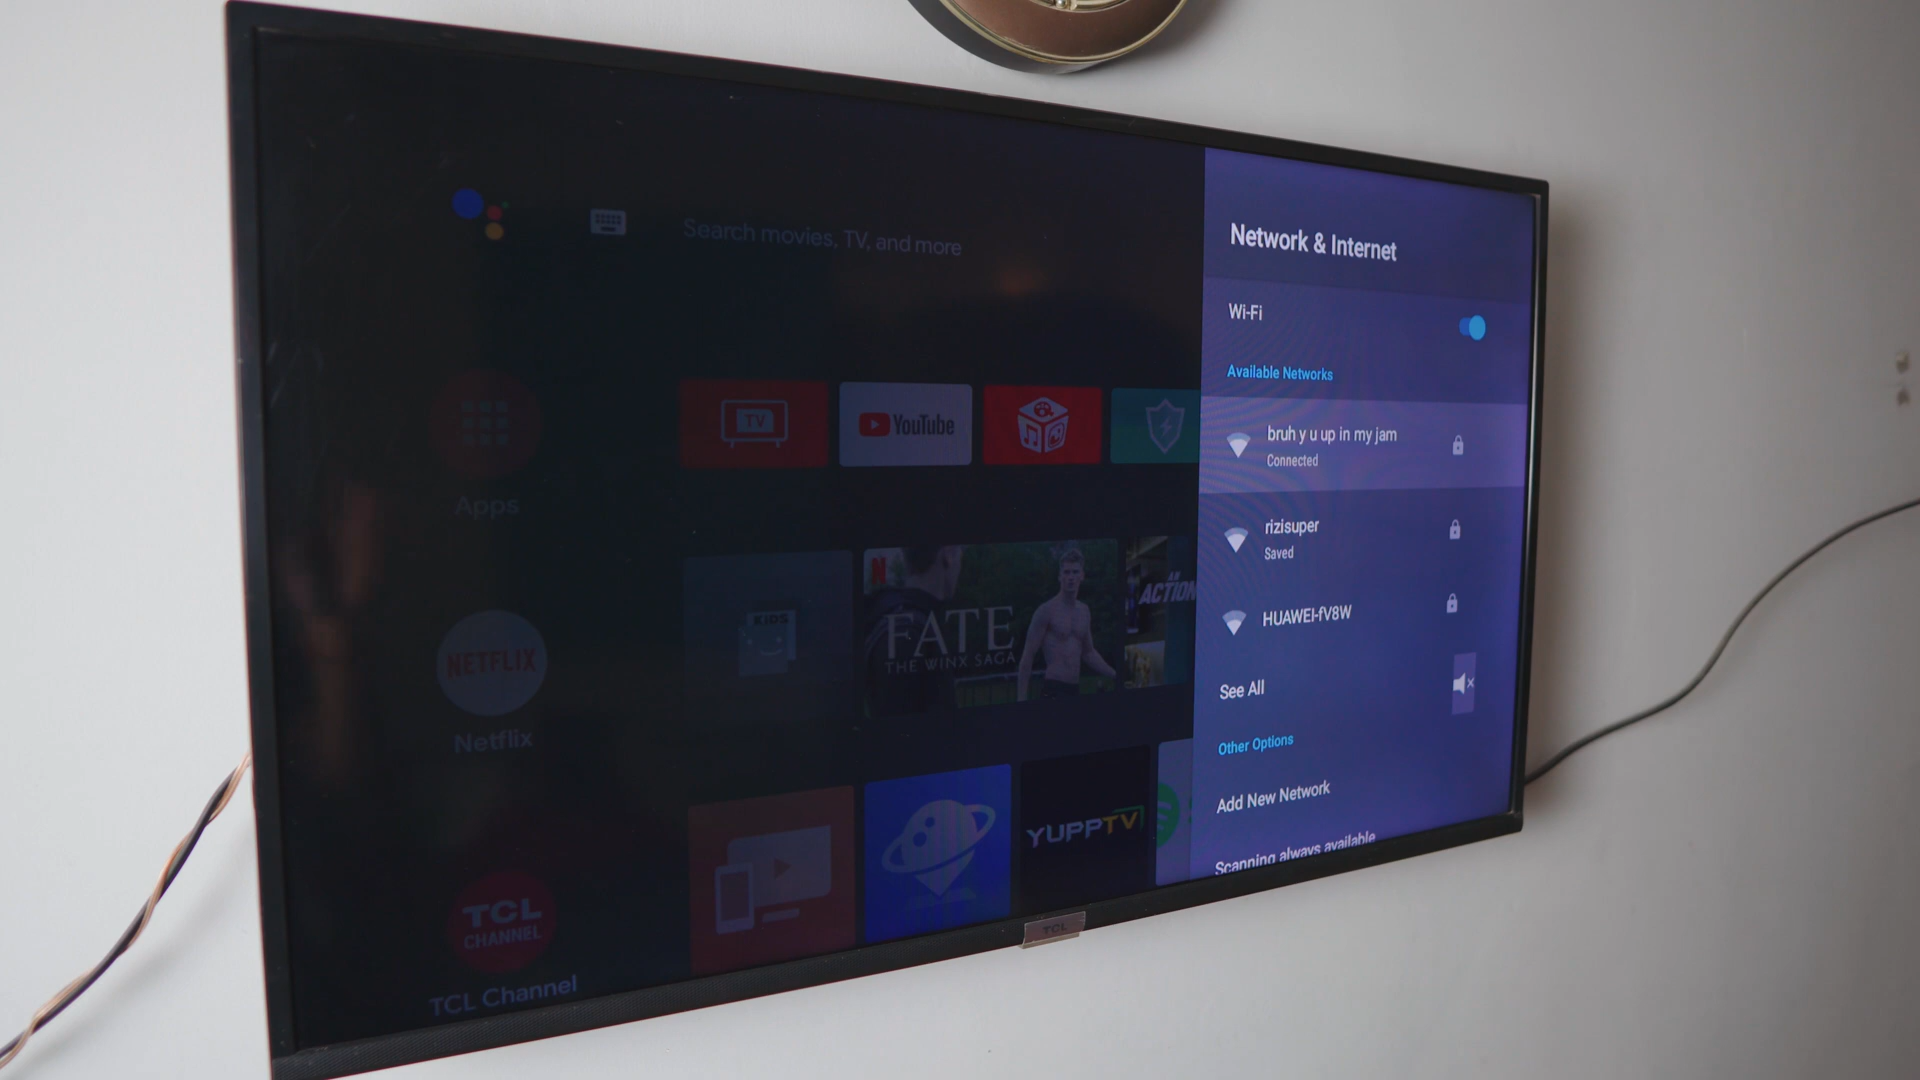 Search movies, TV, and more
Network & Internet
Wi-Fi
Available Networks
TV
YouTube
bruh y u up in my jam
Connected
Apps
rizisuper
Saved
KIDS
N
FATE
THE WINX SAGA
AN
ACTION
HUAWEI-fV8W
NETFLIX
Netflix
See All
Other Options
Add New Network
Scanning always available
YUPPTV
TCL
CHANNEL
TCL Channel
TCL